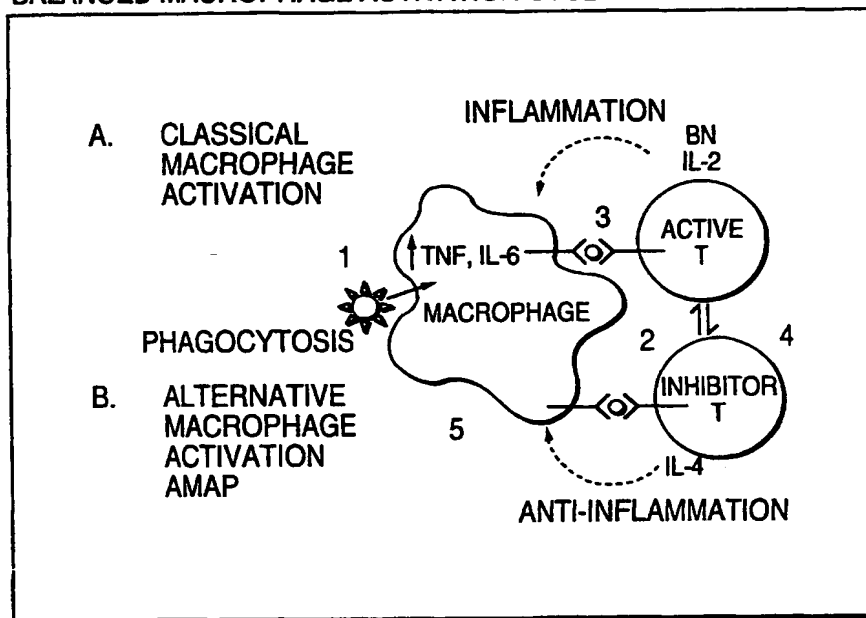 A. CLASSICAL
MACROPHAGE
ACTIVATION
INFLAMMATION
BN
IL-2
3
ACTIVE
T
1
TNF, IL-6
MACROPHAGE
PHAGOCYTOSIS
2
4
INHIBITOR
T
B. ALTERNATIVE
MACROPHAGE
ACTIVATION
AMAP
5
IL-4
ANTI-INFLAMMATION